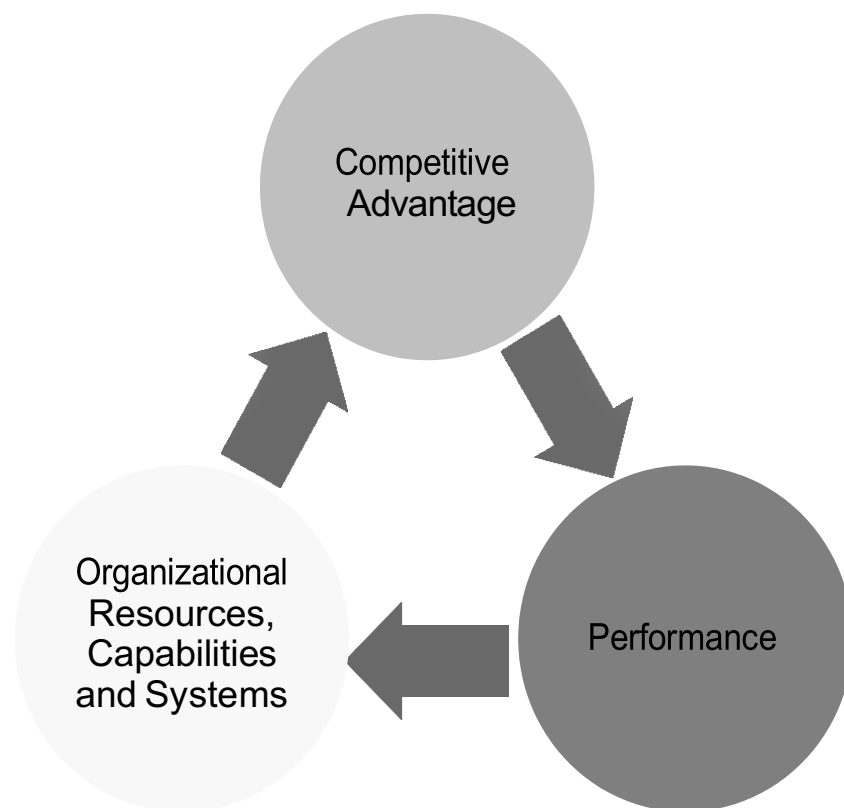 Competitive
Advantage
Organizational
Resources,
Capabilities
and Systems
Performance